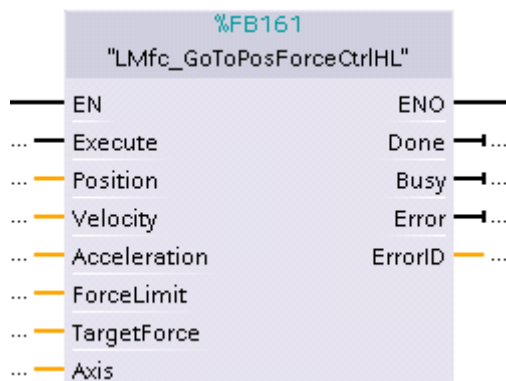 %FB161
"LMfc_GoToPosForceCtrlHL"
EN ENO
... Execute Done ...
... Position Busy ...
... Velocity Error ...
... Acceleration ErrorID ...
... ForceLimit
... TargetForce
... Axis